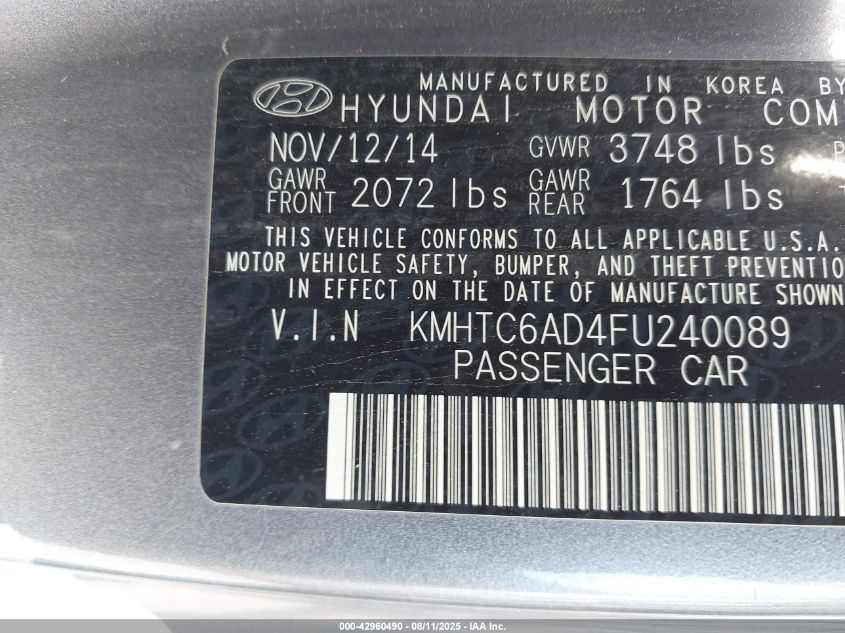 MANUFACTURED IN KOREA BY
HYUNDAI MOTOR COM
NOV/12/14 GVWR 3748 lbs P
GAWR FRONT 2072 lbs GAWR REAR 1764 lbs T
THIS VEHICLE CONFORMS TO ALL APPLICABLE U.S.A.
MOTOR VEHICLE SAFETY, BUMPER, AND THEFT PREVENTIO
IN EFFECT ON THE DATE OF MANUFACTURE SHOWN
V.I.N KMHTC6AD4FU240089
PASSENGER CAR
000-42960490 - 08/11/2025 - IAA Inc.